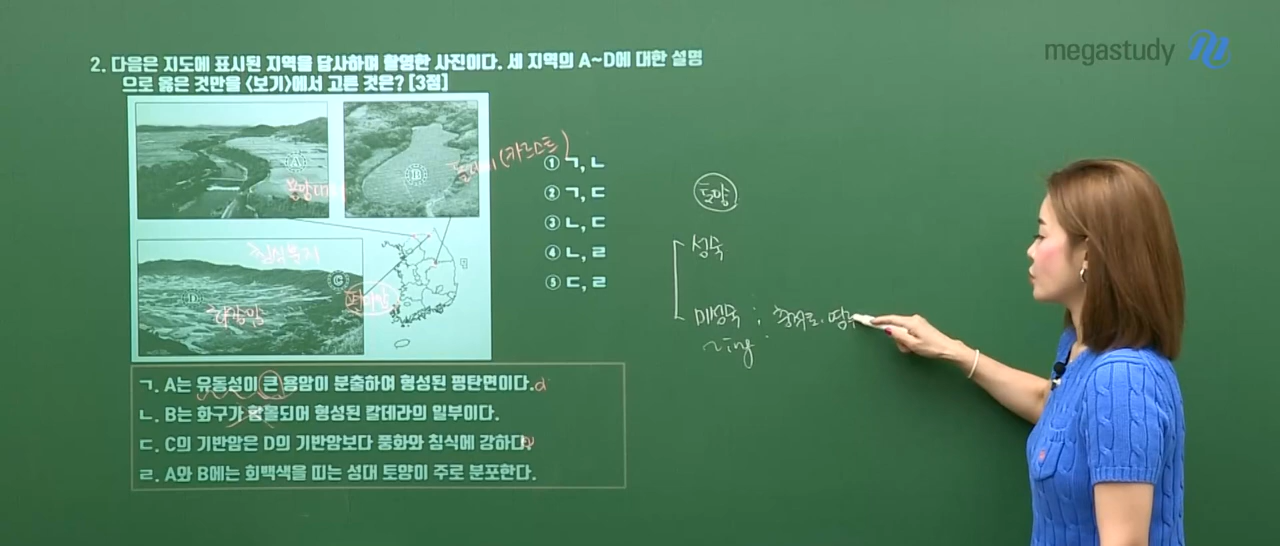 megastudy
2. 다음은 지도에 표시된 지역을 답사하며 촬영한 사진이다. 세 지역의 A~D에 대한 설명
으로 옳은 것만을 <보기>에서 고른 것은? [3점]
A
B
(카르스트)
용암대지
① ㄱ, ㄴ
② ㄱ, ㄷ
③ ㄴ, ㄷ
④ ㄴ, ㄹ
⑤ ㄷ, ㄹ
침식분지
C
D
변마암
화강암
토양
성숙
미성숙 ;
ㄱ. A는 유동성이 큰 용암이 분출하여 형성된 평탄면이다.
ㄴ. B는 화구가 함몰되어 형성된 칼데라의 일부이다.
ㄷ. C의 기반암은 D의 기반암보다 풍화와 침식에 강하다.
ㄹ. A와 B에는 회백색을 띠는 성대 토양이 주로 분포한다.